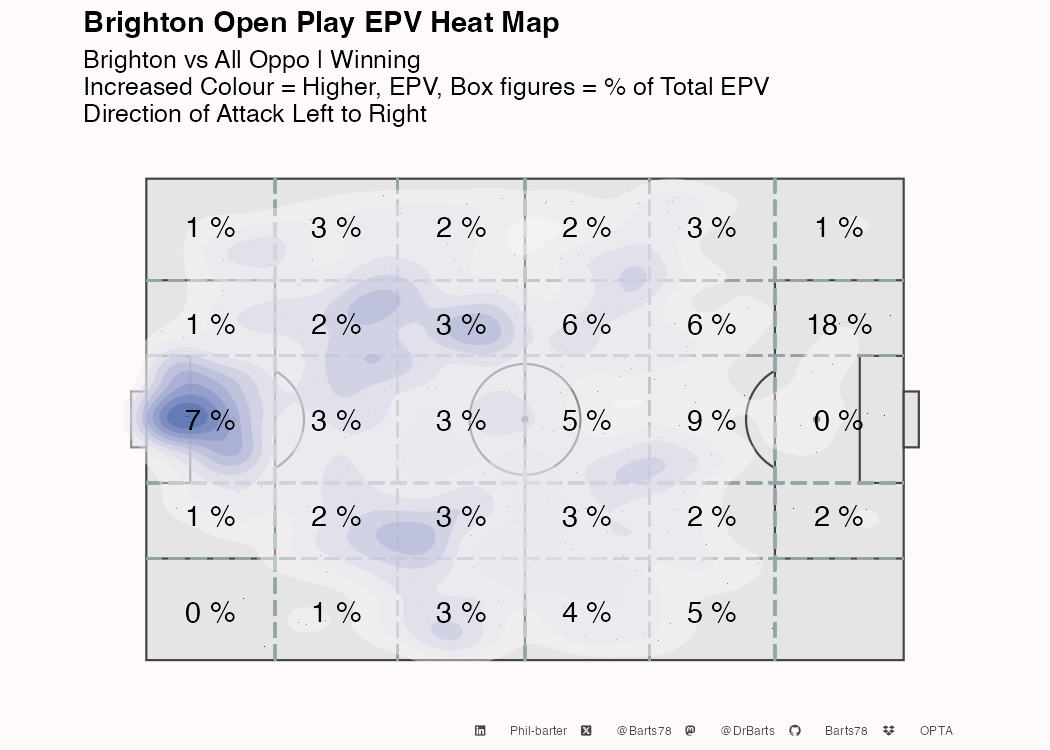 Brighton Open Play EPV Heat Map
Brighton vs All Oppo | Winning
Increased Colour = Higher, EPV, Box figures = % of Total EPV
Direction of Attack Left to Right
1 % 3 % 2 % 2 % 3 % 1 %
1 % 2 % 3 % 6 % 6 % 18 %
7 % 3 % 3 % 5 % 9 % 0 %
1 % 2 % 3 % 3 % 2 % 2 %
0 % 1 % 3 % 4 % 5 %
Phil-barter @Barts78 @DrBarts Barts78 OPTA